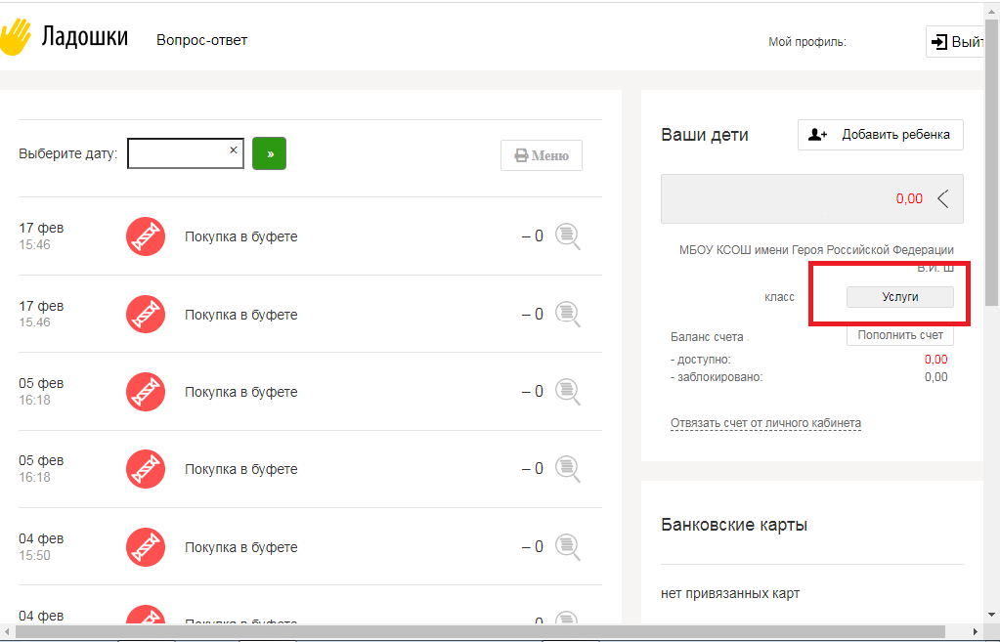 Ладошки
Вопрос-ответ
Мой профиль:
Выйт
Выберите дату:
×
»
Меню
17 фев
15:46
Покупка в буфете
– 0
17 фев
15.46
Покупка в буфете
– 0
05 фев
16:18
Покупка в буфете
– 0
05 фев
16:18
Покупка в буфете
– 0
04 фев
15:50
Покупка в буфете
– 0
04 фев
Покупка в буфете
0
Ваши дети
Добавить ребенка
0,00
МБОУ КСОШ имени Героя Российской Федерации
В.И. Ш
класс
Услуги
Баланс счета
Пополнить счет
- доступно:
0,00
- заблокировано:
0,00
Отвязать счет от личного кабинета
Банковские карты
нет привязанных карт